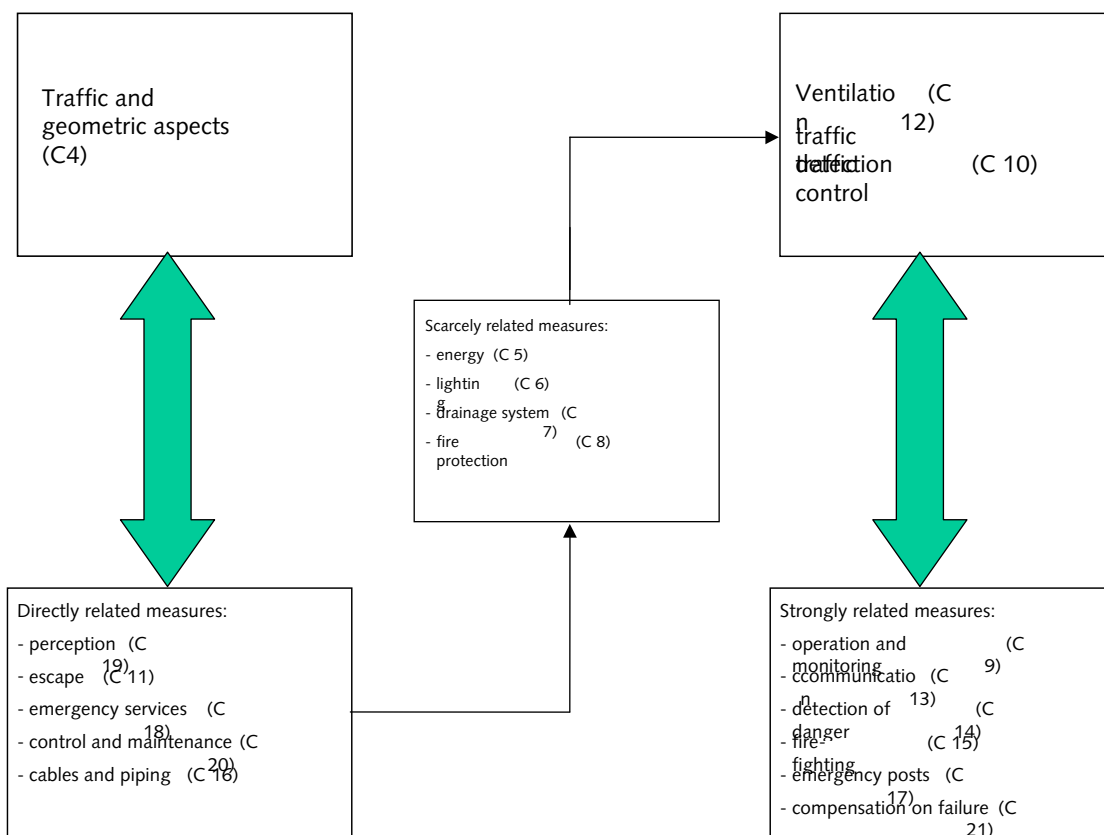 Traffic and
geometric aspects
(C4)
Ventilation (C 12)
traffic
detection (C 10)
traffic
control
Scarcely related measures:
- energy (C 5)
- lighting (C 6)
- drainage system (C 7)
- fire (C 8)
protection
Directly related measures:
- perception (C 19)
- escape (C 11)
- emergency services (C 18)
- control and maintenance (C 20)
- cables and piping (C 16)
Strongly related measures:
- operation and (C 9)
monitoring
- ccommunication (C 13)
- detection of (C 14)
danger
- fire- (C 15)
fighting
- emergency posts (C 17)
- compensation on failure (C 21)